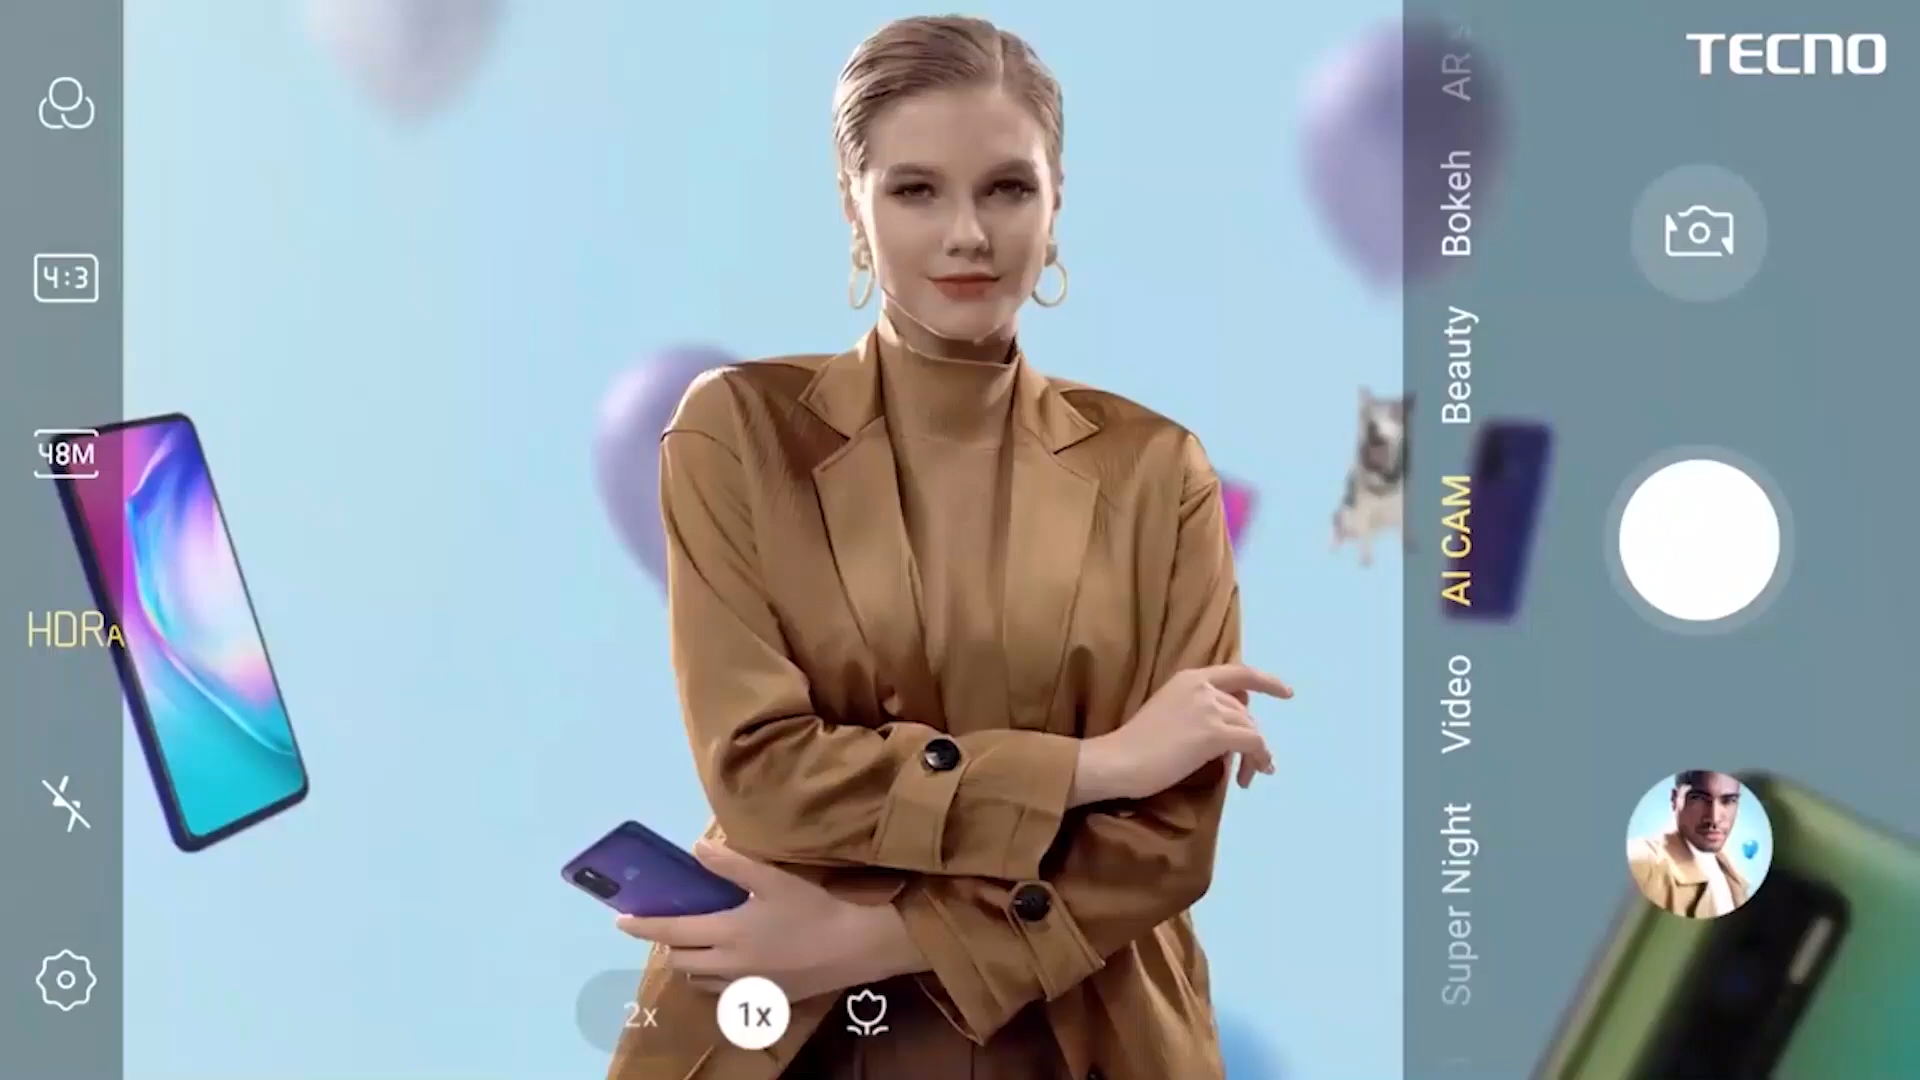 TECNO
4:3
48M
HDRA
AR
Bokeh
Beauty
AI CAM
Video
Super Night
2x
1x